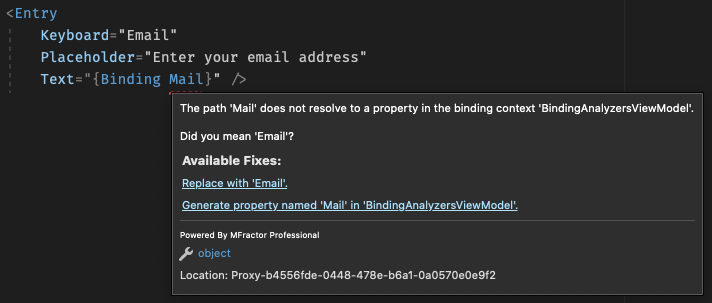 <Entry
Keyboard="Email"
Placeholder="Enter your email address"
Text="{Binding Mail}" />
The path 'Mail' does not resolve to a property in the binding context 'BindingAnalyzersViewModel'.
Did you mean 'Email'?
Available Fixes:
Replace with 'Email'.
Generate property named 'Mail' in 'BindingAnalyzersViewModel'.
Powered By MFractor Professional
object
Location: Proxy-b4556fde-0448-478e-b6a1-0a0570e0e9f2